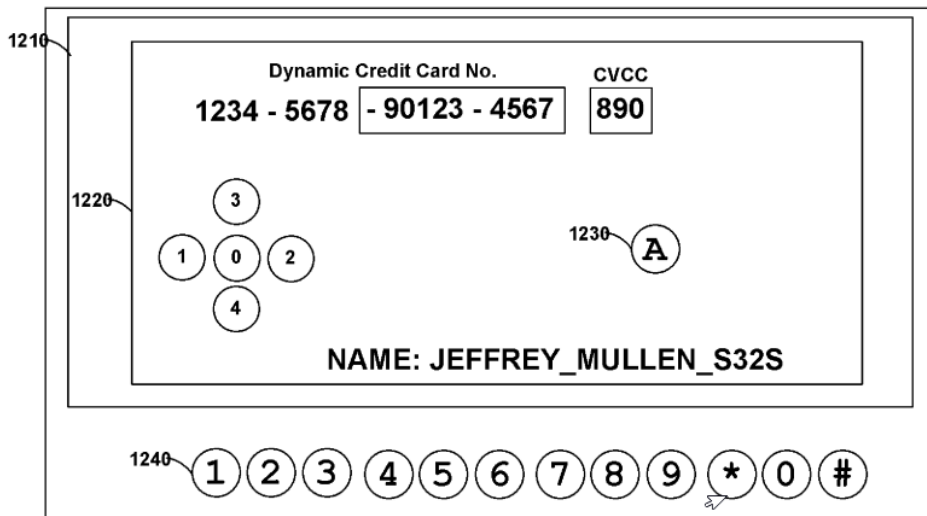 1210
Dynamic Credit Card No.
CVCC
1234 - 5678 - 90123 - 4567 890
1220
3
1230
A
1 0 2
4
NAME: JEFFREY_MULLEN_S32S
1240
1 2 3 4 5 6 7 8 9 * 0 #